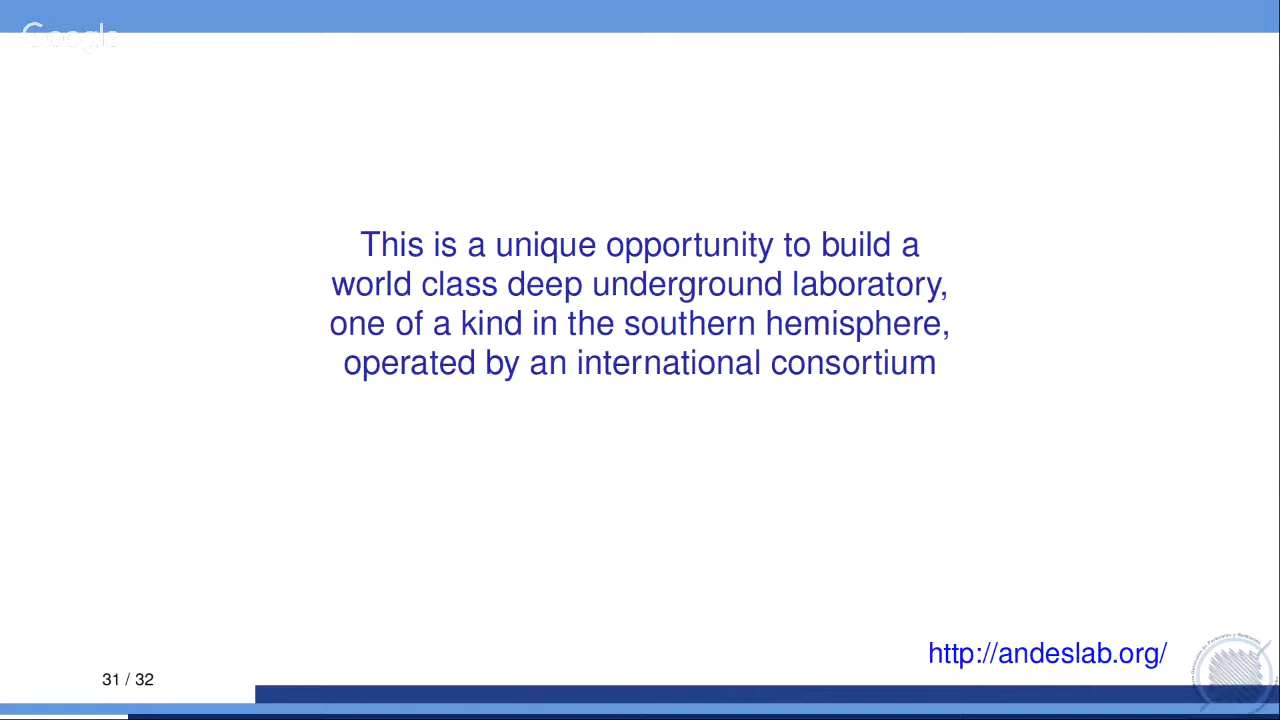 Google
This is a unique opportunity to build a
world class deep underground laboratory,
one of a kind in the southern hemisphere,
operated by an international consortium
http://andeslab.org/
31 / 32